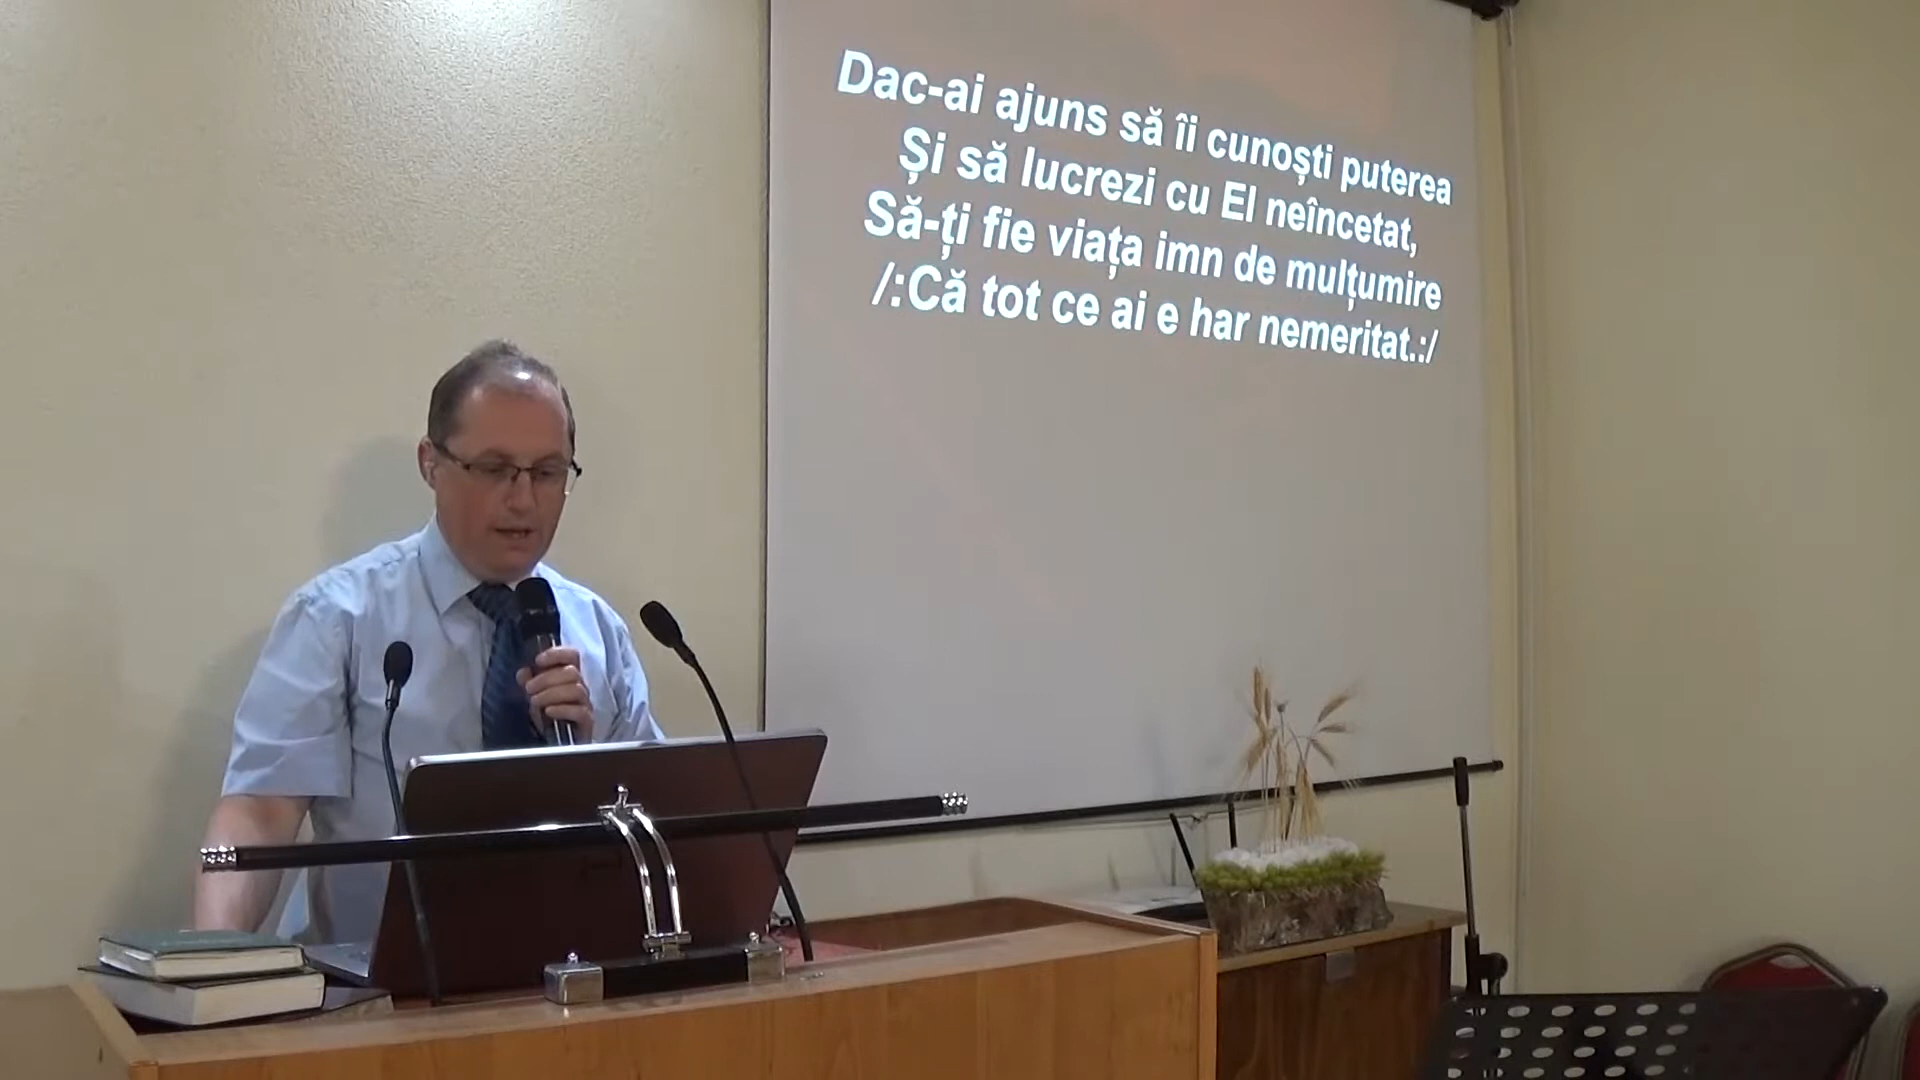 Dac-ai ajuns să îi cunoști puterea
Și să lucrezi cu El neîncetat,
Să-ți fie viața imn de mulțumire
/:Că tot ce ai e har nemeritat.:/